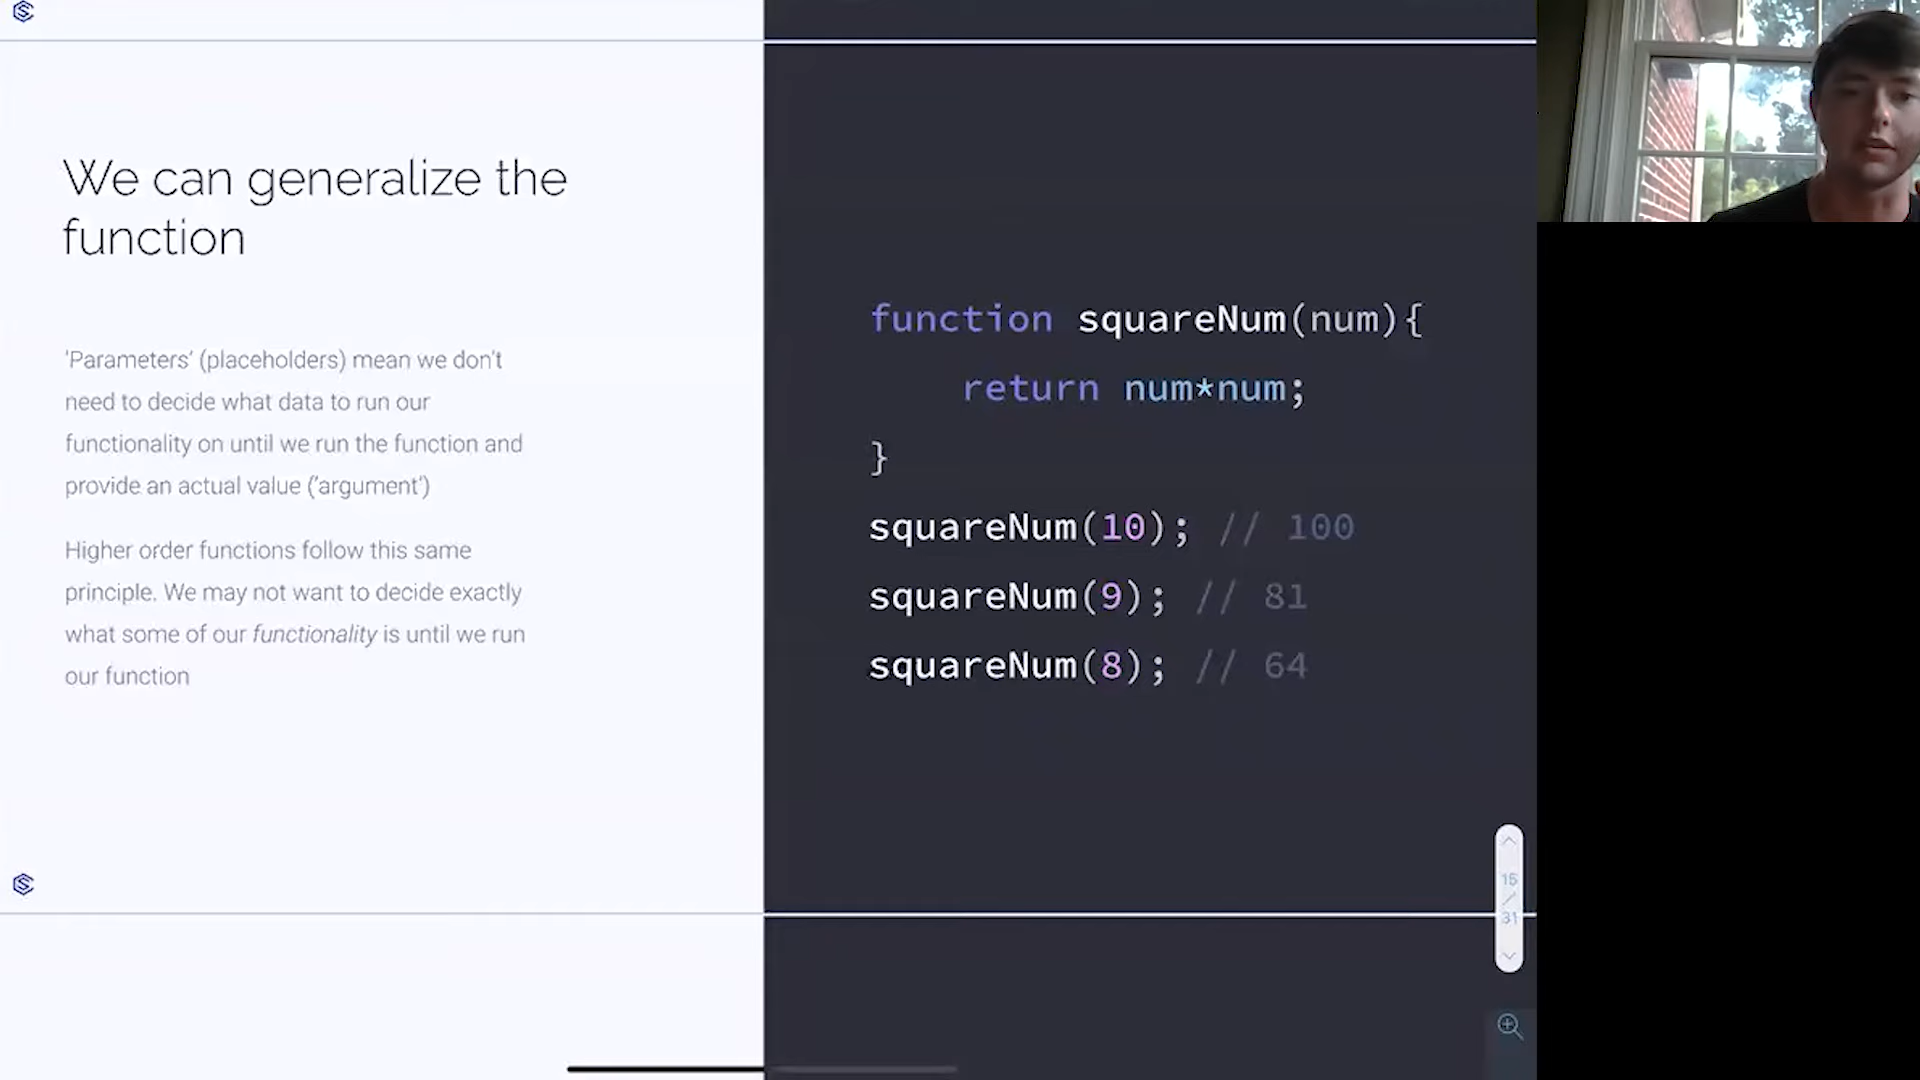 We can generalize the
function
'Parameters' (placeholders) mean we don't
need to decide what data to run our
functionality on until we run the function and
provide an actual value ('argument')
Higher order functions follow this same
principle. We may not want to decide exactly
what some of our functionality is until we run
our function
function squareNum(num){
return num*num;
}
squareNum(10); // 100
squareNum(9); // 81
squareNum(8); // 64
15
/
31